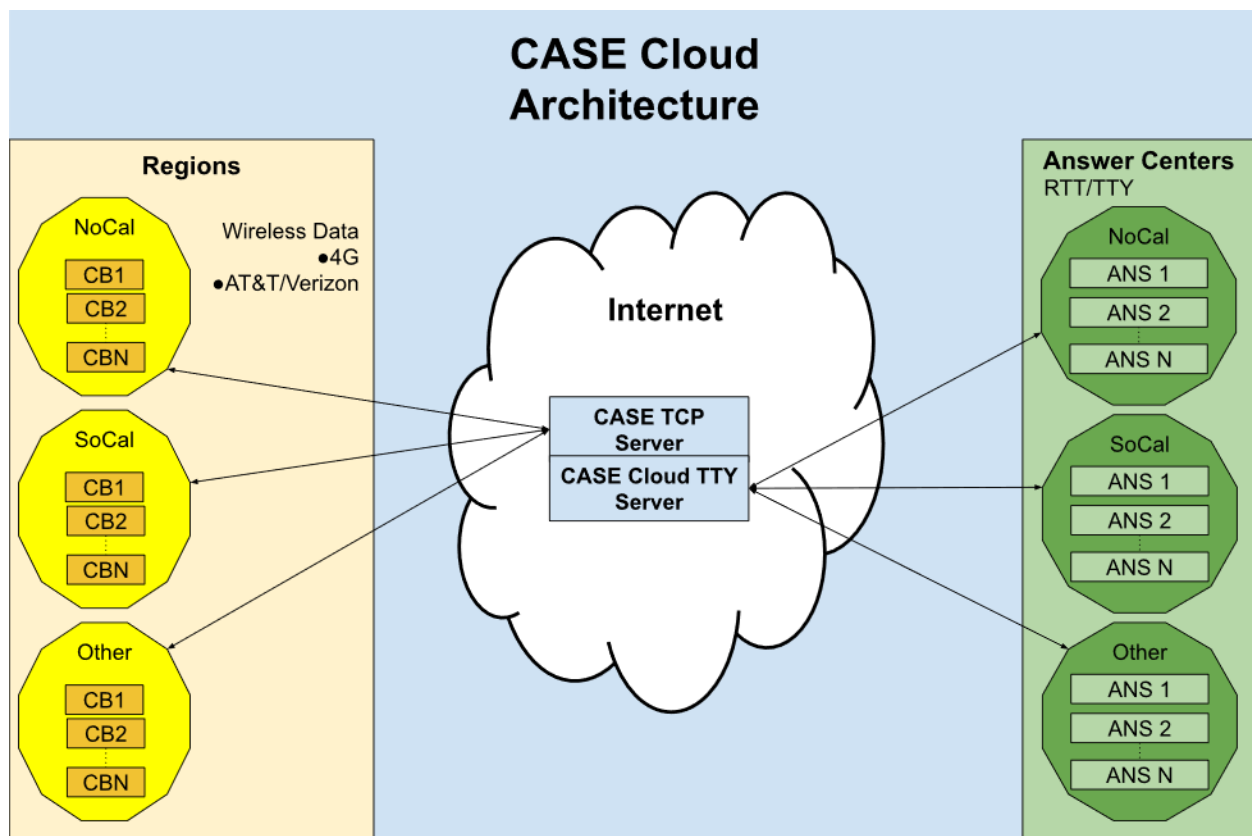 CASE Cloud
Architecture
Regions
NoCal
CB1
CB2
CBN
Wireless Data
●4G
●AT&T/Verizon
SoCal
CB1
CB2
CBN
Other
CB1
CB2
CBN
Internet
CASE TCP
Server
CASE Cloud TTY
Server
Answer Centers
RTT/TTY
NoCal
ANS 1
ANS 2
ANS N
SoCal
ANS 1
ANS 2
ANS N
Other
ANS 1
ANS 2
ANS N